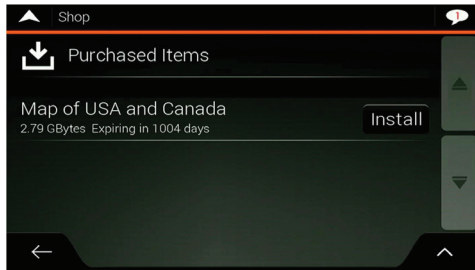 Shop
1
Purchased Items
Map of USA and Canada
2.79 GBytes Expiring in 1004 days
Install